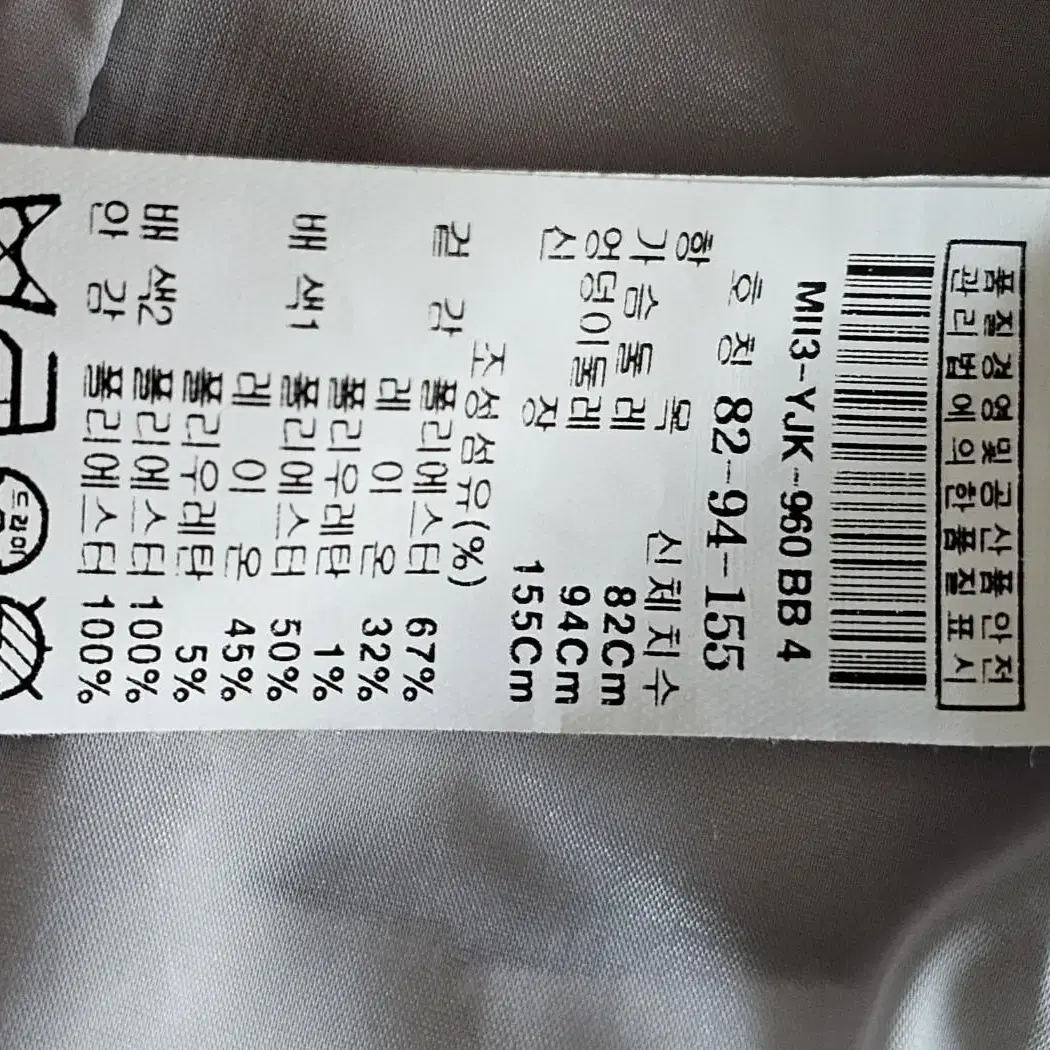 품질경영및공산품안전
관리법에의한품질표시
MII3-YJK-960 BB 4
호칭 82-94-155
항 목 신체치수
가슴둘레 82Cm
엉덩이둘레 94Cm
신 장 155Cm
조성섬유(%)
겉 감 폴리에스터 67%
레 이 온 32%
폴리우레탄 1%
배 색1 폴리에스터 50%
레 이 온 45%
폴리우레탄 5%
배 색2 폴리에스터 100%
안 감 폴리에스터 100%
드라이